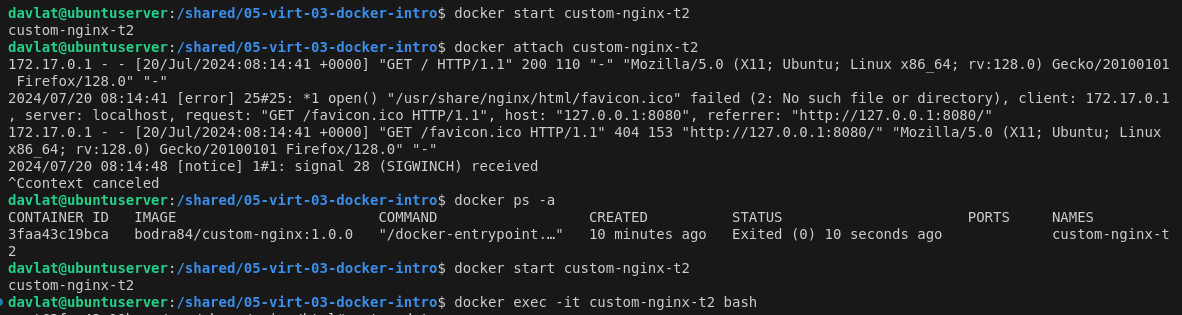 davlat@ubuntuserver:/shared/05-virt-03-docker-intro$ docker start custom-nginx-t2
custom-nginx-t2
davlat@ubuntuserver:/shared/05-virt-03-docker-intro$ docker attach custom-nginx-t2
172.17.0.1 - - [20/Jul/2024:08:14:41 +0000] "GET / HTTP/1.1" 200 110 "-" "Mozilla/5.0 (X11; Ubuntu; Linux x86_64; rv:128.0) Gecko/20100101
 Firefox/128.0" "-"
2024/07/20 08:14:41 [error] 25#25: *1 open() "/usr/share/nginx/html/favicon.ico" failed (2: No such file or directory), client: 172.17.0.1
, server: localhost, request: "GET /favicon.ico HTTP/1.1", host: "127.0.0.1:8080", referrer: "http://127.0.0.1:8080/"
172.17.0.1 - - [20/Jul/2024:08:14:41 +0000] "GET /favicon.ico HTTP/1.1" 404 153 "http://127.0.0.1:8080/" "Mozilla/5.0 (X11; Ubuntu; Linux
x86_64; rv:128.0) Gecko/20100101 Firefox/128.0" "-"
2024/07/20 08:14:48 [notice] 1#1: signal 28 (SIGWINCH) received
^Ccontext canceled
davlat@ubuntuserver:/shared/05-virt-03-docker-intro$ docker ps -a
CONTAINER ID   IMAGE                        COMMAND                  CREATED          STATUS                      PORTS     NAMES
3faa43c19bca   bodra84/custom-nginx:1.0.0   "/docker-entrypoint.…"   10 minutes ago   Exited (0) 10 seconds ago             custom-nginx-t
2
davlat@ubuntuserver:/shared/05-virt-03-docker-intro$ docker start custom-nginx-t2
custom-nginx-t2
davlat@ubuntuserver:/shared/05-virt-03-docker-intro$ docker exec -it custom-nginx-t2 bash